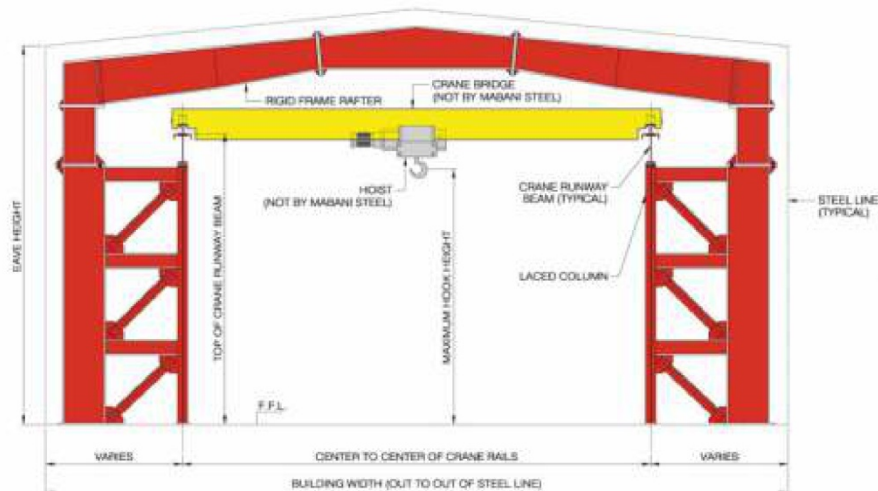 CRANE BRIDGE
(NOT BY MABANI STEEL)
RIGID FRAME RAFTER
HOIST
(NOT BY MABANI STEEL)
CRANE RUNWAY
BEAM (TYPICAL)
STEEL LINE
(TYPICAL)
EAVE HEIGHT
TOP OF CRANE RUNWAY BEAM
MAXIMUM HOOK HEIGHT
LACED COLUMN
F.F.L.
VARIES
CENTER TO CENTER OF CRANE RAILS
VARIES
BUILDING WIDTH (OUT TO OUT OF STEEL LINE)